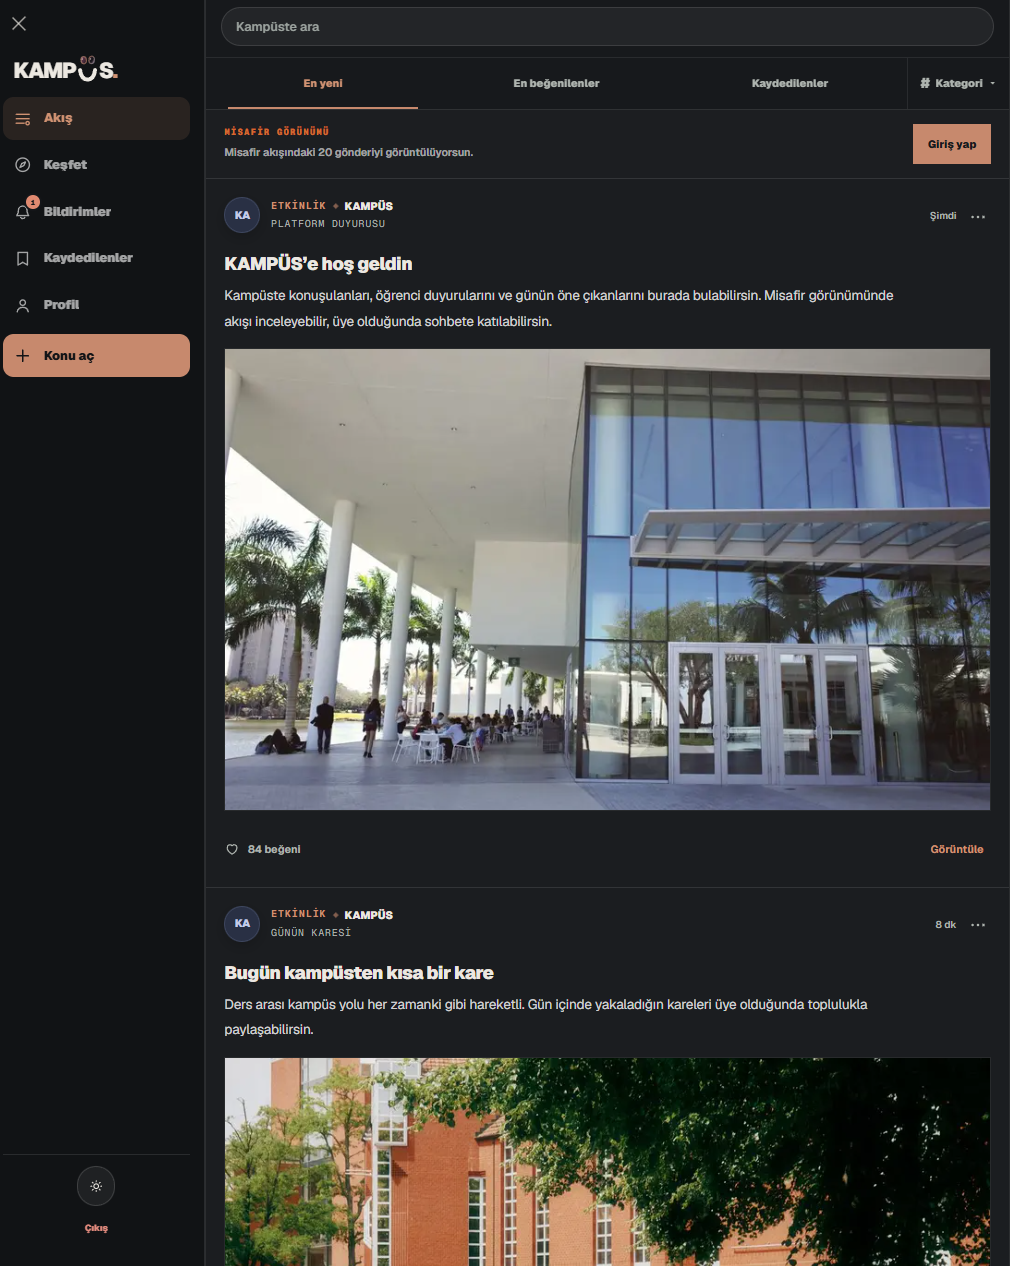 KAMPÜS.
Akış
Keşfet
1
Bildirimler
Kaydedilenler
Profil
Konu aç
Çıkış
Kampüste ara
En yeni
En beğenilenler
Kaydedilenler
# Kategori
MİSAFİR GÖRÜNÜMÜ
Misafir akışındaki 20 gönderiyi görüntülüyorsun.
Giriş yap
KA
ETKİNLİK KAMPÜS
PLATFORM DUYURUSU
Şimdi
KAMPÜS’e hoş geldin
Kampüste konuşulanları, öğrenci duyurularını ve günün öne çıkanlarını burada bulabilirsin. Misafir görünümünde
akışı inceleyebilir, üye olduğunda sohbete katılabilirsin.
84 beğeni
Görüntüle
KA
ETKİNLİK KAMPÜS
GÜNÜN KARESİ
8 dk
Bugün kampüsten kısa bir kare
Ders arası kampüs yolu her zamanki gibi hareketli. Gün içinde yakaladığın kareleri üye olduğunda toplulukla
paylaşabilirsin.